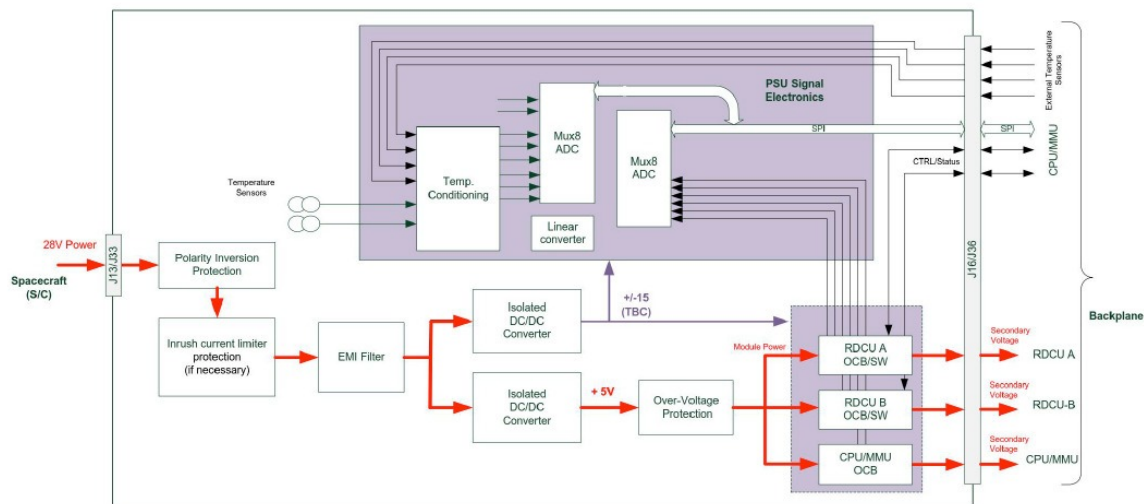 PSU Signal
Electronics
External Temperature
Sensors
Mux8
ADC
Mux8
ADC
SPI
SPI
CPU/MMU
CTRL/Status
Temp.
Conditioning
Temperature
Sensors
Linear
converter
28V Power
Spacecraft
(S/C)
J13/J33
Polarity Inversion
Protection
J16/J36
Backplane
Inrush current limiter
protection
(if necessary)
EMI Filter
Isolated
DC/DC
Converter
+/-15
(TBC)
Isolated
DC/DC
Converter
+ 5V
Over-Voltage
Protection
Module Power
RDCU A
OCB/SW
Secondary
Voltage
RDCU A
RDCU B
OCB/SW
Secondary
Voltage
RDCU-B
CPU/MMU
OCB
Secondary
Voltage
CPU/MMU